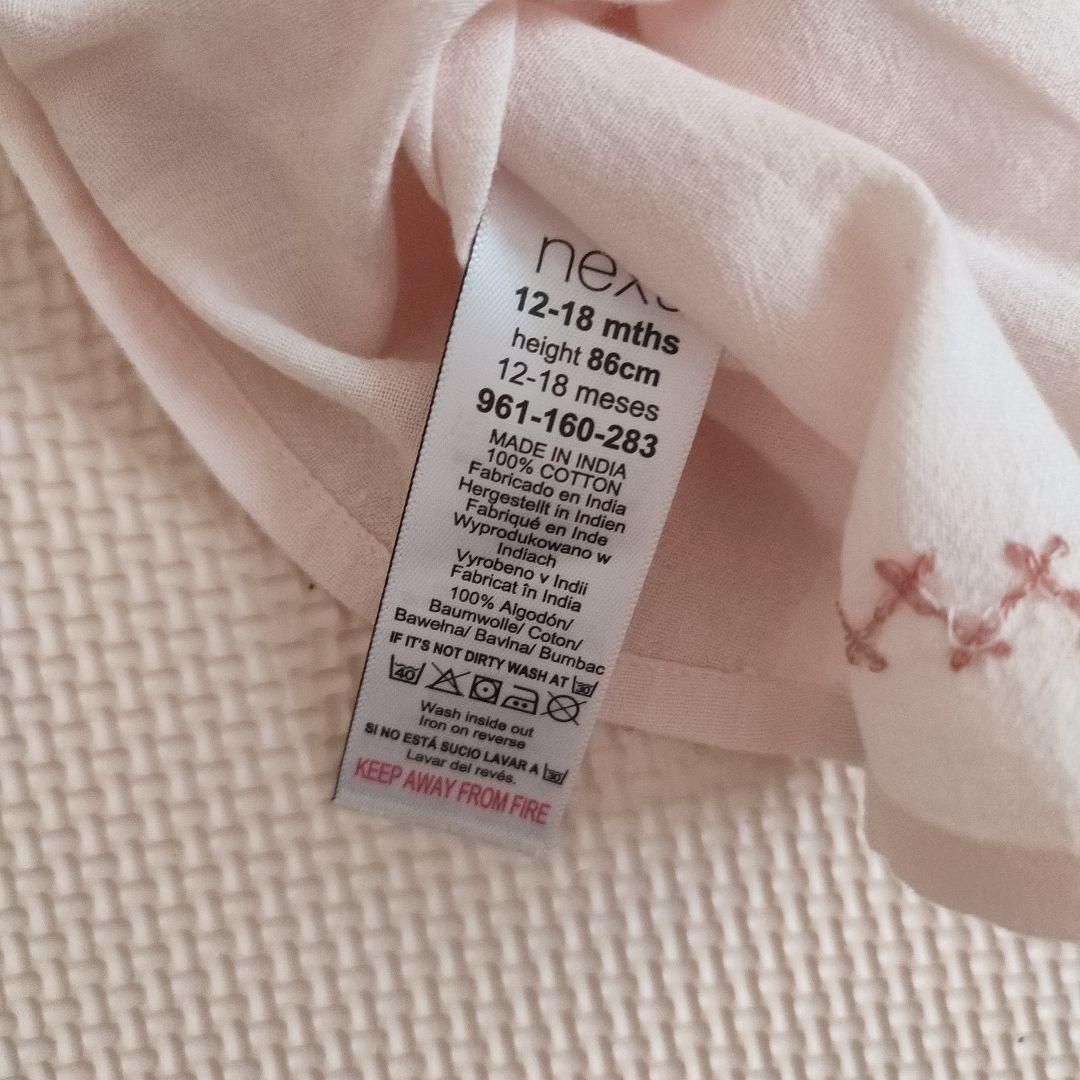 next
12-18 mths
height 86cm
12-18 meses
961-160-283
MADE IN INDIA
100% COTTON
Fabricado en India
Hergestellt in Indien
Fabriqué en Inde
Wyprodukowano w
Indiach
Vyrobeno v Indii
Fabricat în India
100% Algodón/
Baumwolle/ Coton/
Bawełna/ Bavlna/ Bumbac
IF IT'S NOT DIRTY WASH AT 30
40
Wash inside out
Iron on reverse
SI NO ESTÁ SUCIO LAVAR A 30
Lavar del revés.
KEEP AWAY FROM FIRE